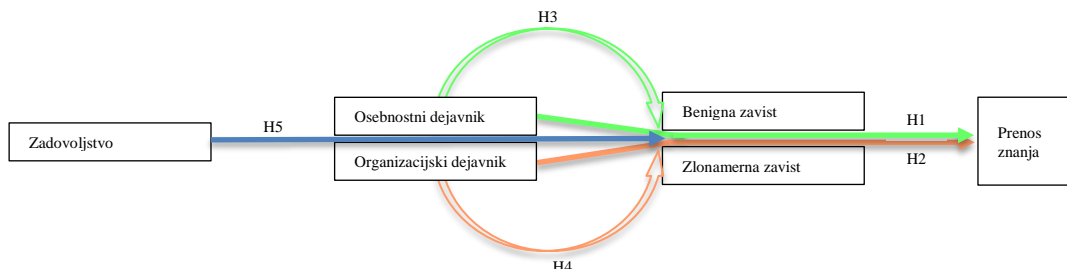 H3
Osebnostni dejavnik
Benigna zavist
H1
Zadovoljstvo
H5
Prenos
znanja
Organizacijski dejavnik
Zlonamerna zavist
H2
H4